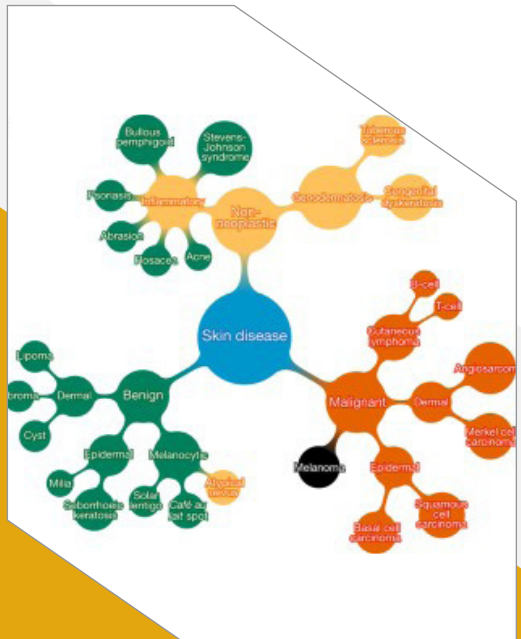 Bullous
pemphigoid
Stevens-
Johnson
syndrome
Tuberous
sclerosis
Psoriasis
Inflammatory
Genodermatosis
Congenital
dyskeratosis
Non-
neoplastic
Abrasion
Rosacea
Acne
B-cell
T-cell
Skin disease
Cutaneous
lymphoma
Lipoma
Angiosarcom
Benign
Malignant
Dermal
broma
Dermal
Cyst
Merkel cell
carcinoma
Epidermal
Melanocytic
Melanoma
Epidermal
Milia
Atypical
nevus
Seborrhoeic
keratosis
Solar
lentigo
Café au
lait spot
Squamous
cell
carcinoma
Basal cell
carcinoma